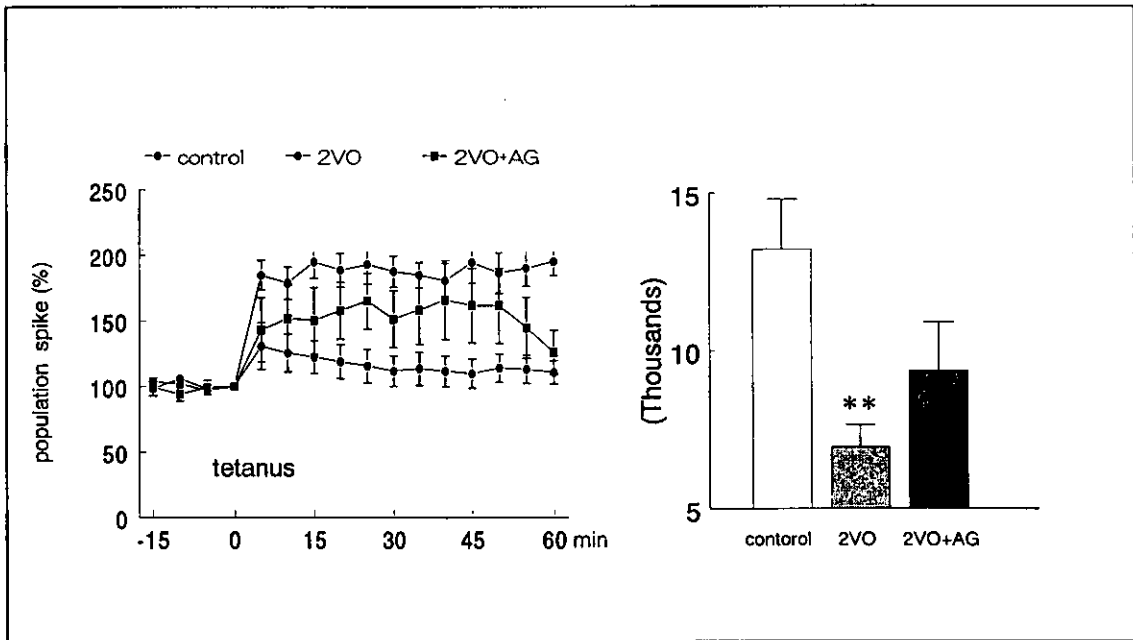 control 2VO 2VO+AG
250
200
150
100
50
0
population spike (%)
tetanus
-15 0 15 30 45 60 min
15
10
5
(Thousands)
**
contorol 2VO 2VO+AG